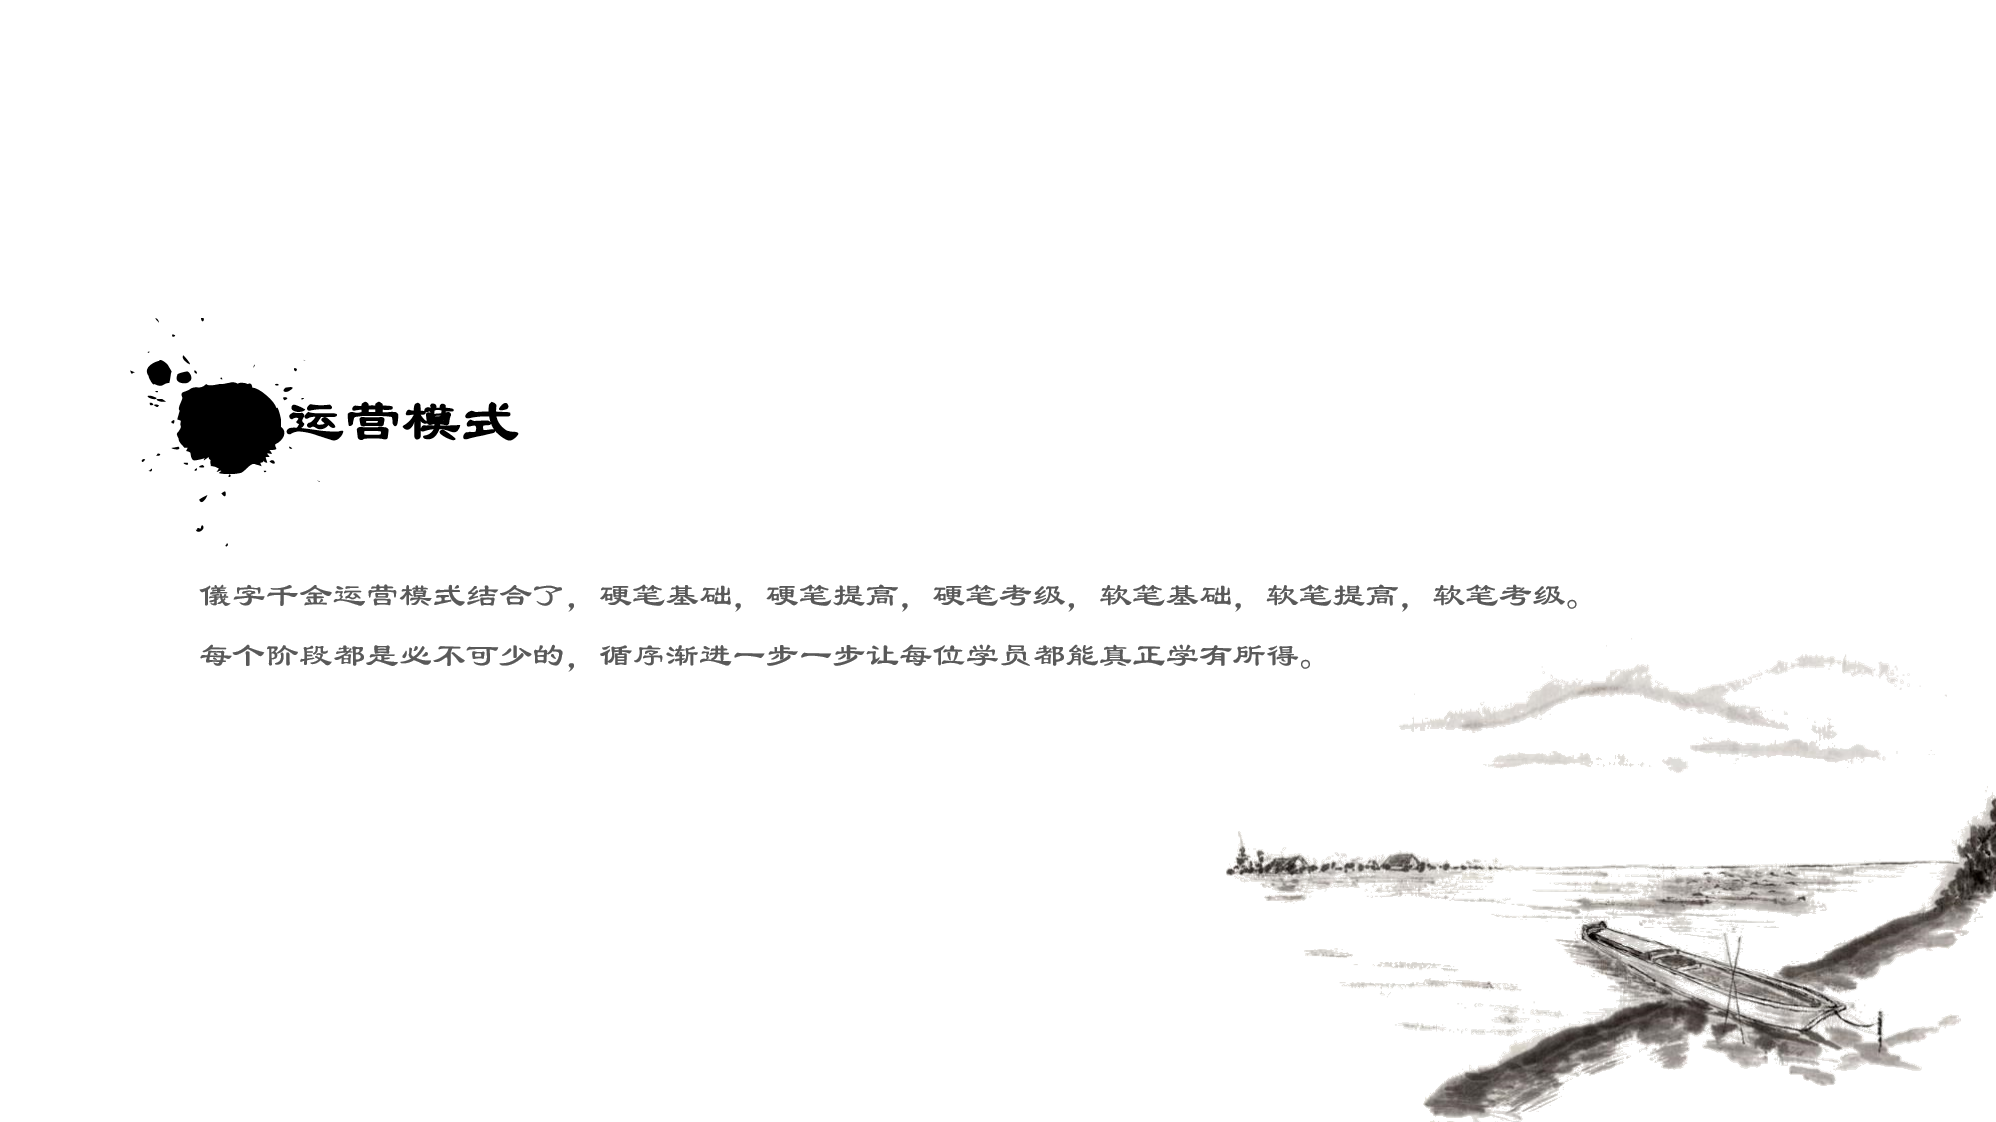 运营模式
儀字千金运营模式结合了，硬笔基础，硬笔提高，硬笔考级，软笔基础，软笔提高，软笔考级。
每个阶段都是必不可少的，循序渐进一步一步让每位学员都能真正学有所得。